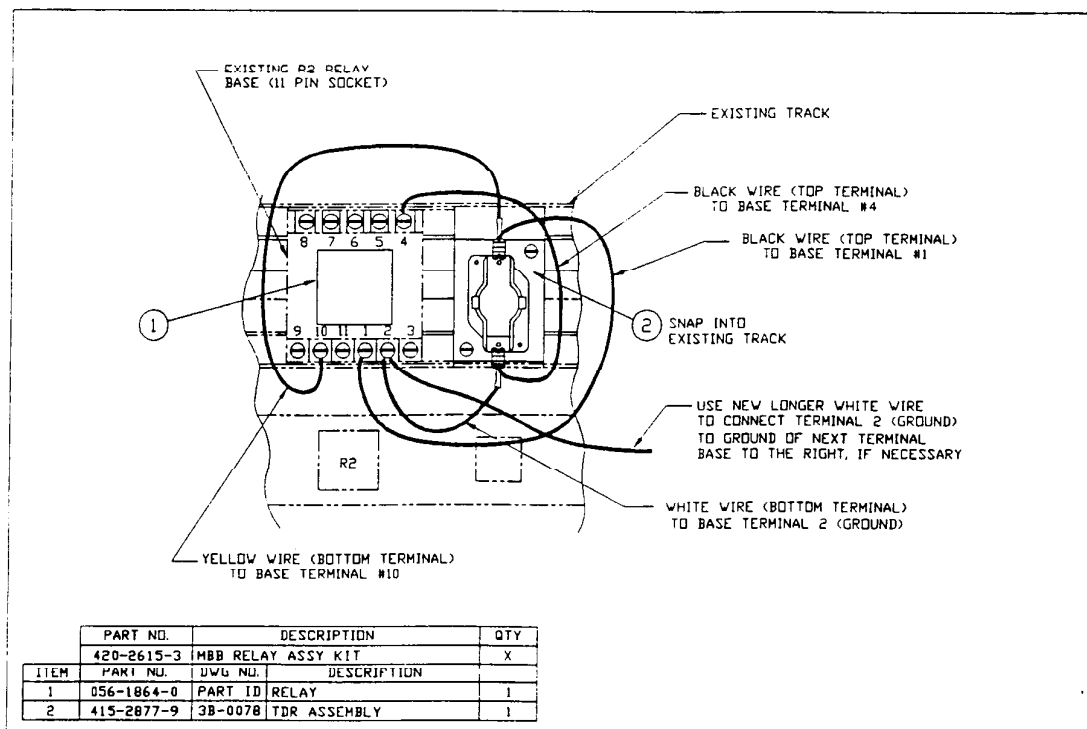 EXISTING R2 RELAY
BASE (11 PIN SOCKET)
EXISTING TRACK
BLACK WIRE (TOP TERMINAL)
TO BASE TERMINAL #4
BLACK WIRE (TOP TERMINAL)
TO BASE TERMINAL #1
8 7 6 5 4
1
2
SNAP INTO
EXISTING TRACK
9 10 11 1 2 3
USE NEW LONGER WHITE WIRE
TO CONNECT TERMINAL 2 (GROUND)
TO GROUND OF NEXT TERMINAL
BASE TO THE RIGHT, IF NECESSARY
R2
WHITE WIRE (BOTTOM TERMINAL)
TO BASE TERMINAL 2 (GROUND)
YELLOW WIRE (BOTTOM TERMINAL)
TO BASE TERMINAL #10
PART NO. DESCRIPTION QTY
420-2615-3 MBB RELAY ASSY KIT X
ITEM PART NO. DWG NO. DESCRIPTION
1 056-1864-0 PART ID RELAY 1
2 415-2877-9 3B-0078 TDR ASSEMBLY 1